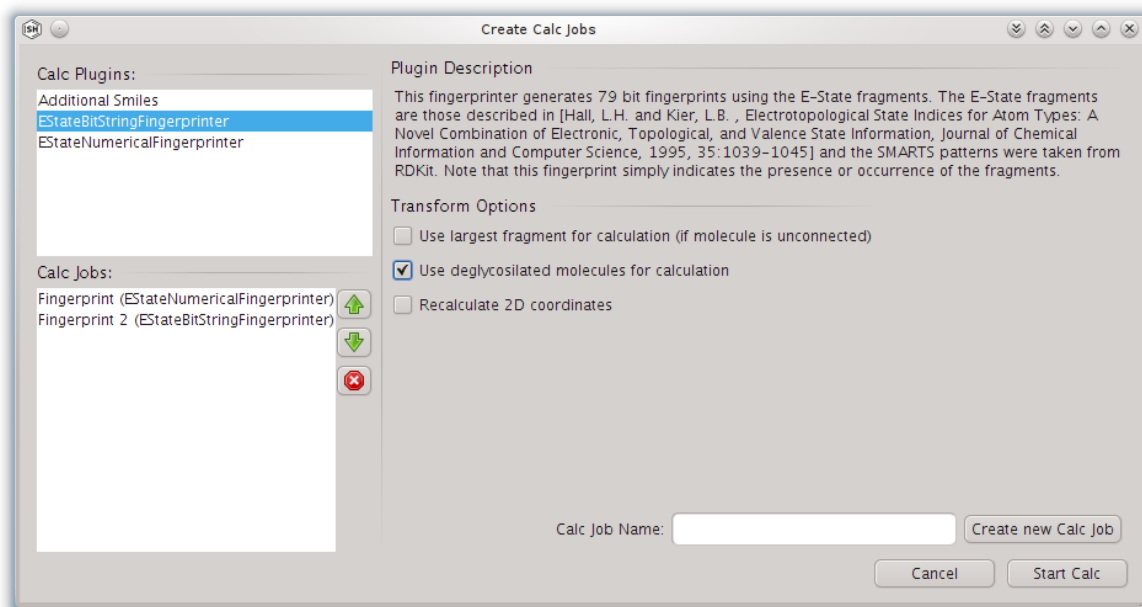 SH
Create Calc Jobs
Calc Plugins:
Additional Smiles
EStateBitStringFingerprinter
EStateNumericalFingerprinter
Calc Jobs:
Fingerprint (EStateNumericalFingerprinter)
Fingerprint 2 (EStateBitStringFingerprinter)
Plugin Description
This fingerprinter generates 79 bit fingerprints using the E-State fragments. The E-State fragments
are those described in [Hall, L.H. and Kier, L.B. , Electrotopological State Indices for Atom Types: A
Novel Combination of Electronic, Topological, and Valence State Information, Journal of Chemical
Information and Computer Science, 1995, 35:1039-1045] and the SMARTS patterns were taken from
RDKit. Note that this fingerprint simply indicates the presence or occurrence of the fragments.
Transform Options
Use largest fragment for calculation (if molecule is unconnected)
Use deglycosilated molecules for calculation
Recalculate 2D coordinates
Calc Job Name:
Create new Calc Job
Cancel
Start Calc